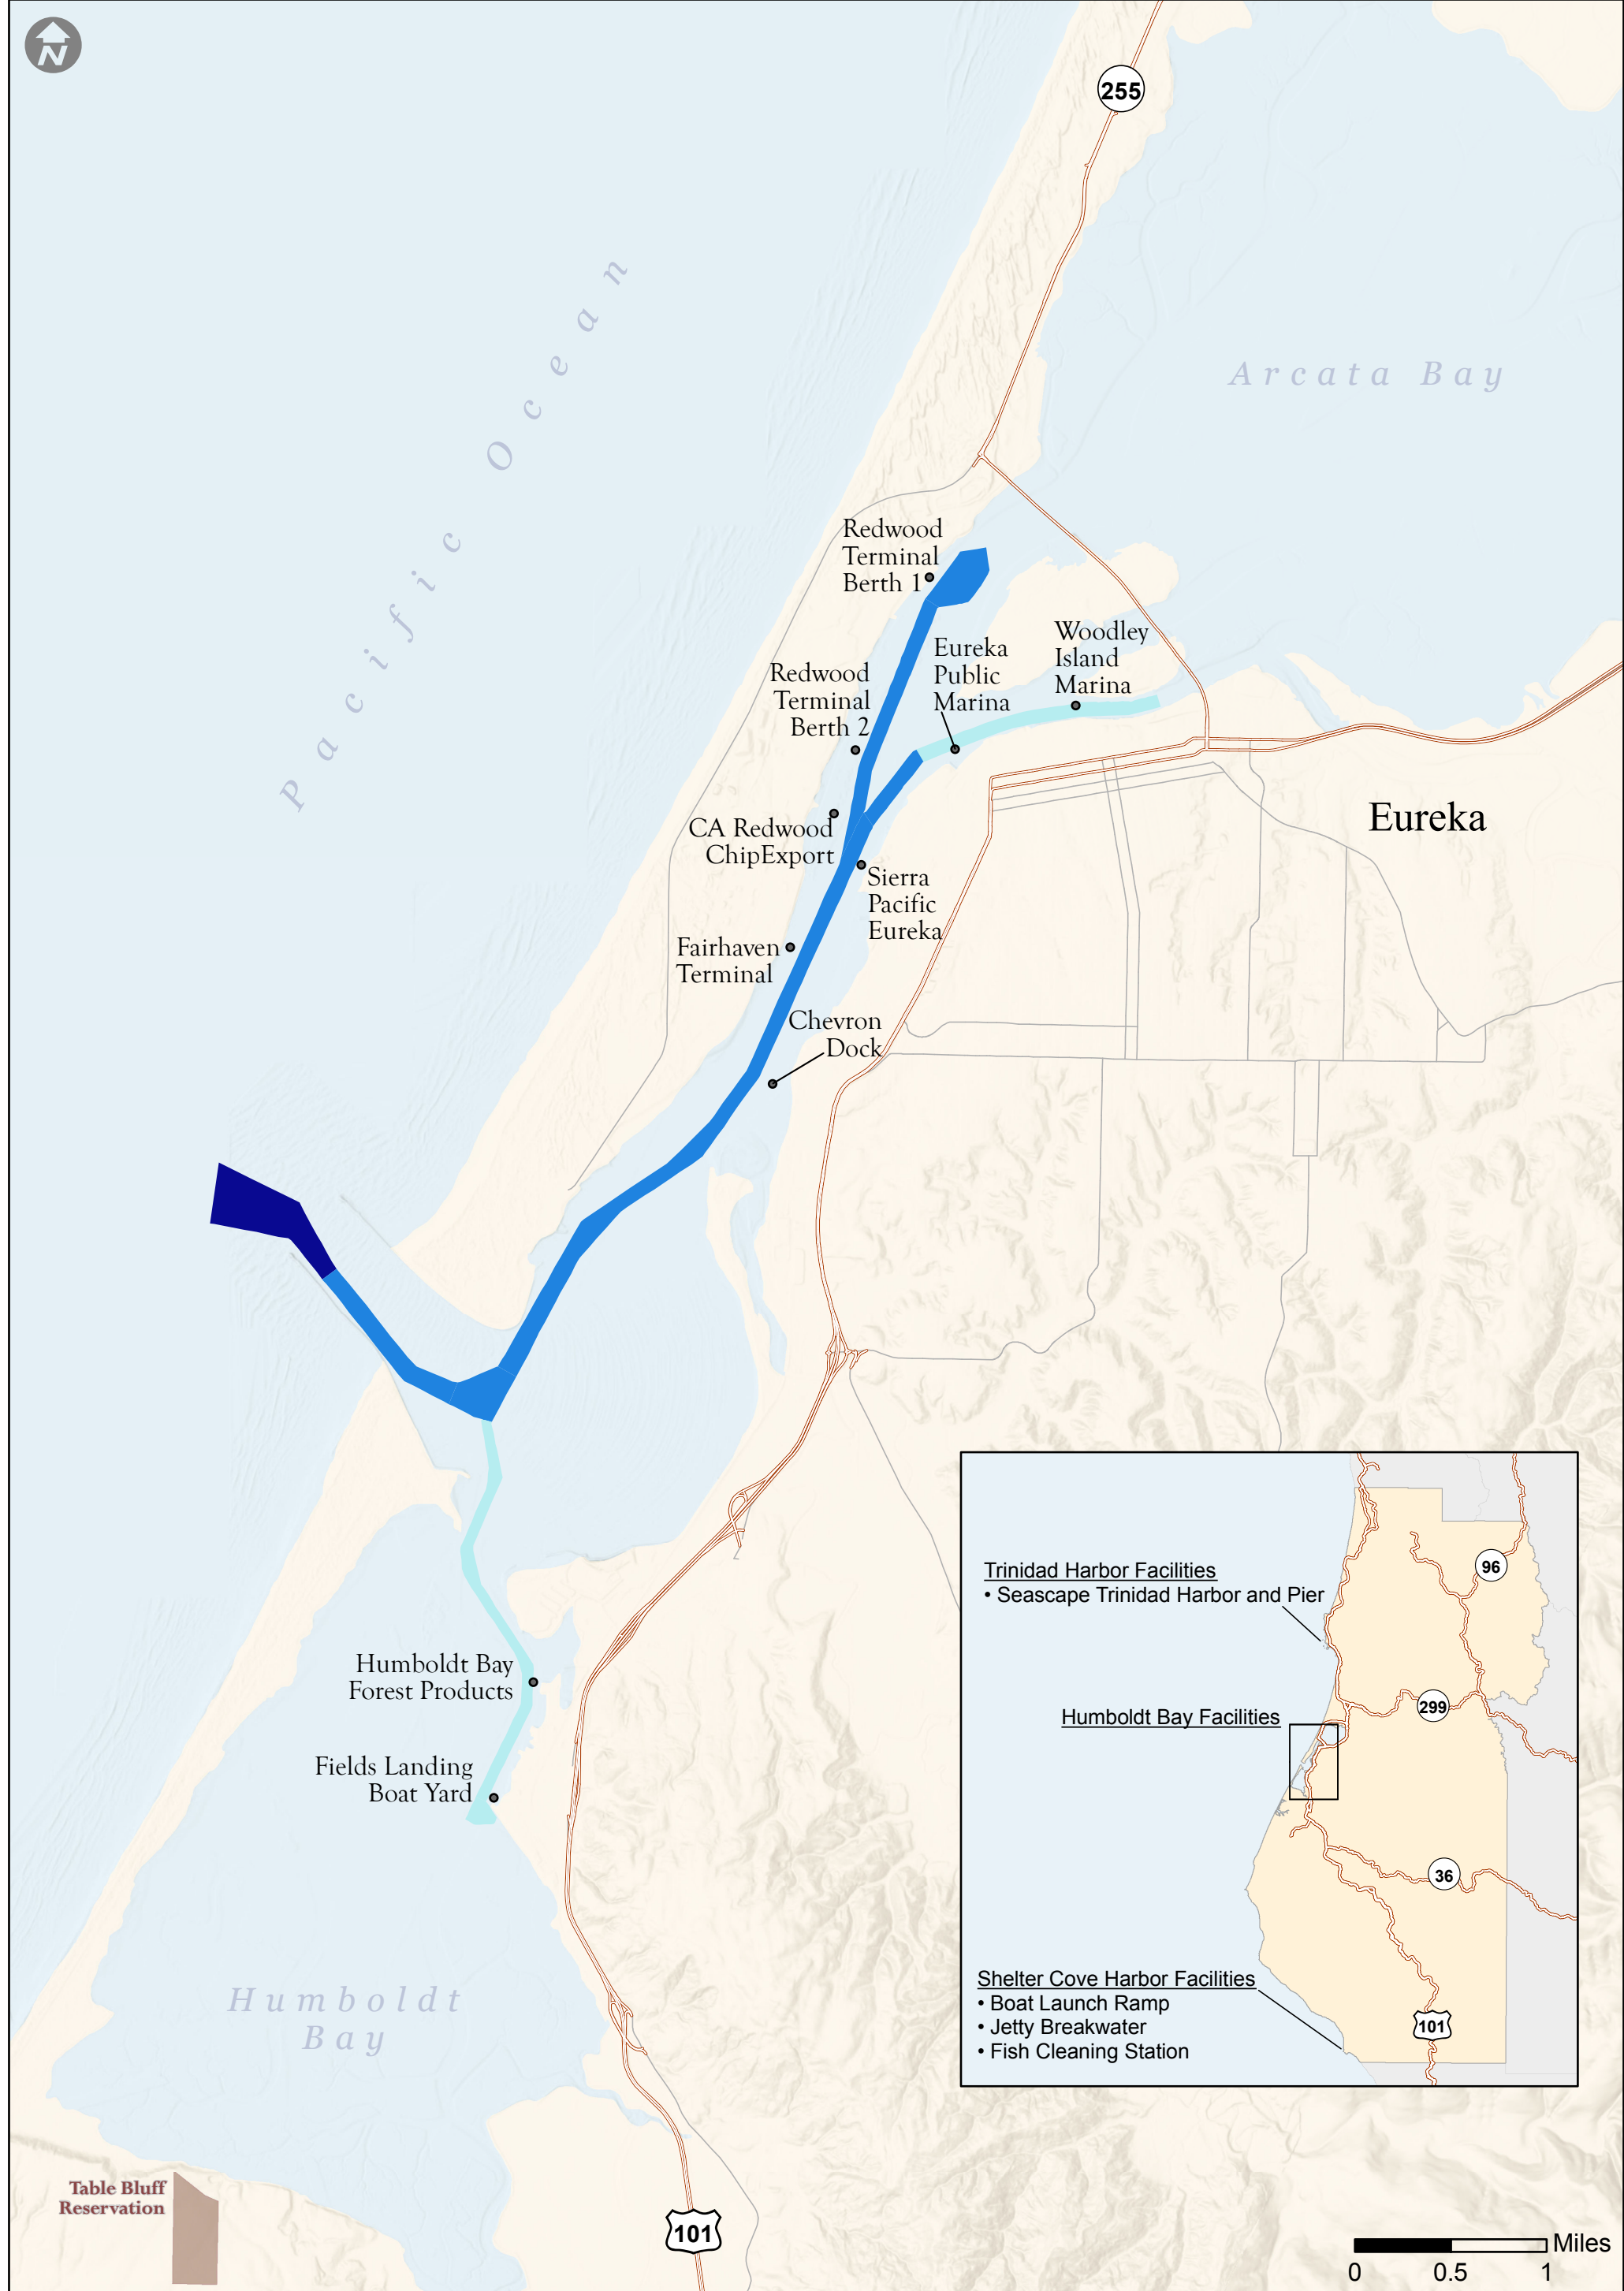 N
255
Pacific Ocean
Arcata Bay
Redwood
Terminal
Berth 1
Woodley
Island
Marina
Eureka
Public
Marina
Redwood
Terminal
Berth 2
Eureka
CA Redwood
ChipExport
Sierra
Pacific
Eureka
Fairhaven
Terminal
Chevron
Dock
Humboldt Bay
Forest Products
Fields Landing
Boat Yard
Humboldt
Bay
Table Bluff
Reservation
101
Trinidad Harbor Facilities
• Seascape Trinidad Harbor and Pier
96
299
Humboldt Bay Facilities
36
Shelter Cove Harbor Facilities
• Boat Launch Ramp
• Jetty Breakwater
• Fish Cleaning Station
101
Miles
0 0.5 1